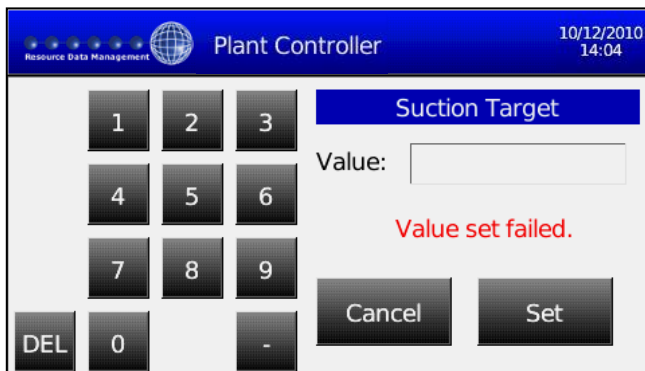 Resource Data Management
Plant Controller
10/12/2010
14:04
1 2 3
4 5 6
7 8 9
DEL 0 -
Suction Target
Value:
Value set failed.
Cancel Set